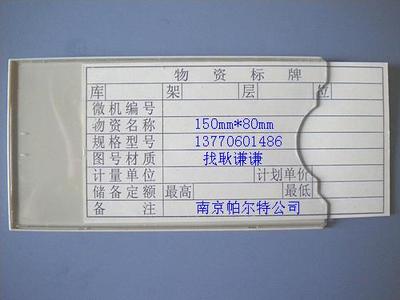 物资标牌
库 架 层 位
微机编号
物资名称 150mm*80mm
规格型号 13770601486
图号材质 找耿谦谦
计量单位 计划单价
储备定额 最高 最低
备注 南京帕尔特公司